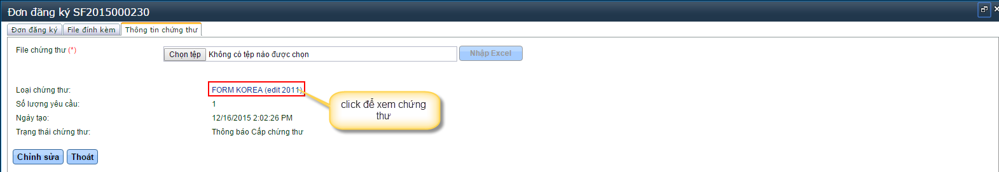 Đơn đăng ký SF2015000230
Đơn đăng ký File đính kèm Thông tin chứng thư
File chứng thư (*) Chọn tệp Không có tệp nào được chọn Nhập Excel
Loại chứng thư: FORM KOREA (edit 2011)
click để xem chứng
thư
Số lượng yêu cầu: 1
Ngày tạo: 12/16/2015 2:02:26 PM
Trạng thái chứng thư: Thông báo Cấp chứng thư
Chỉnh sửa Thoát